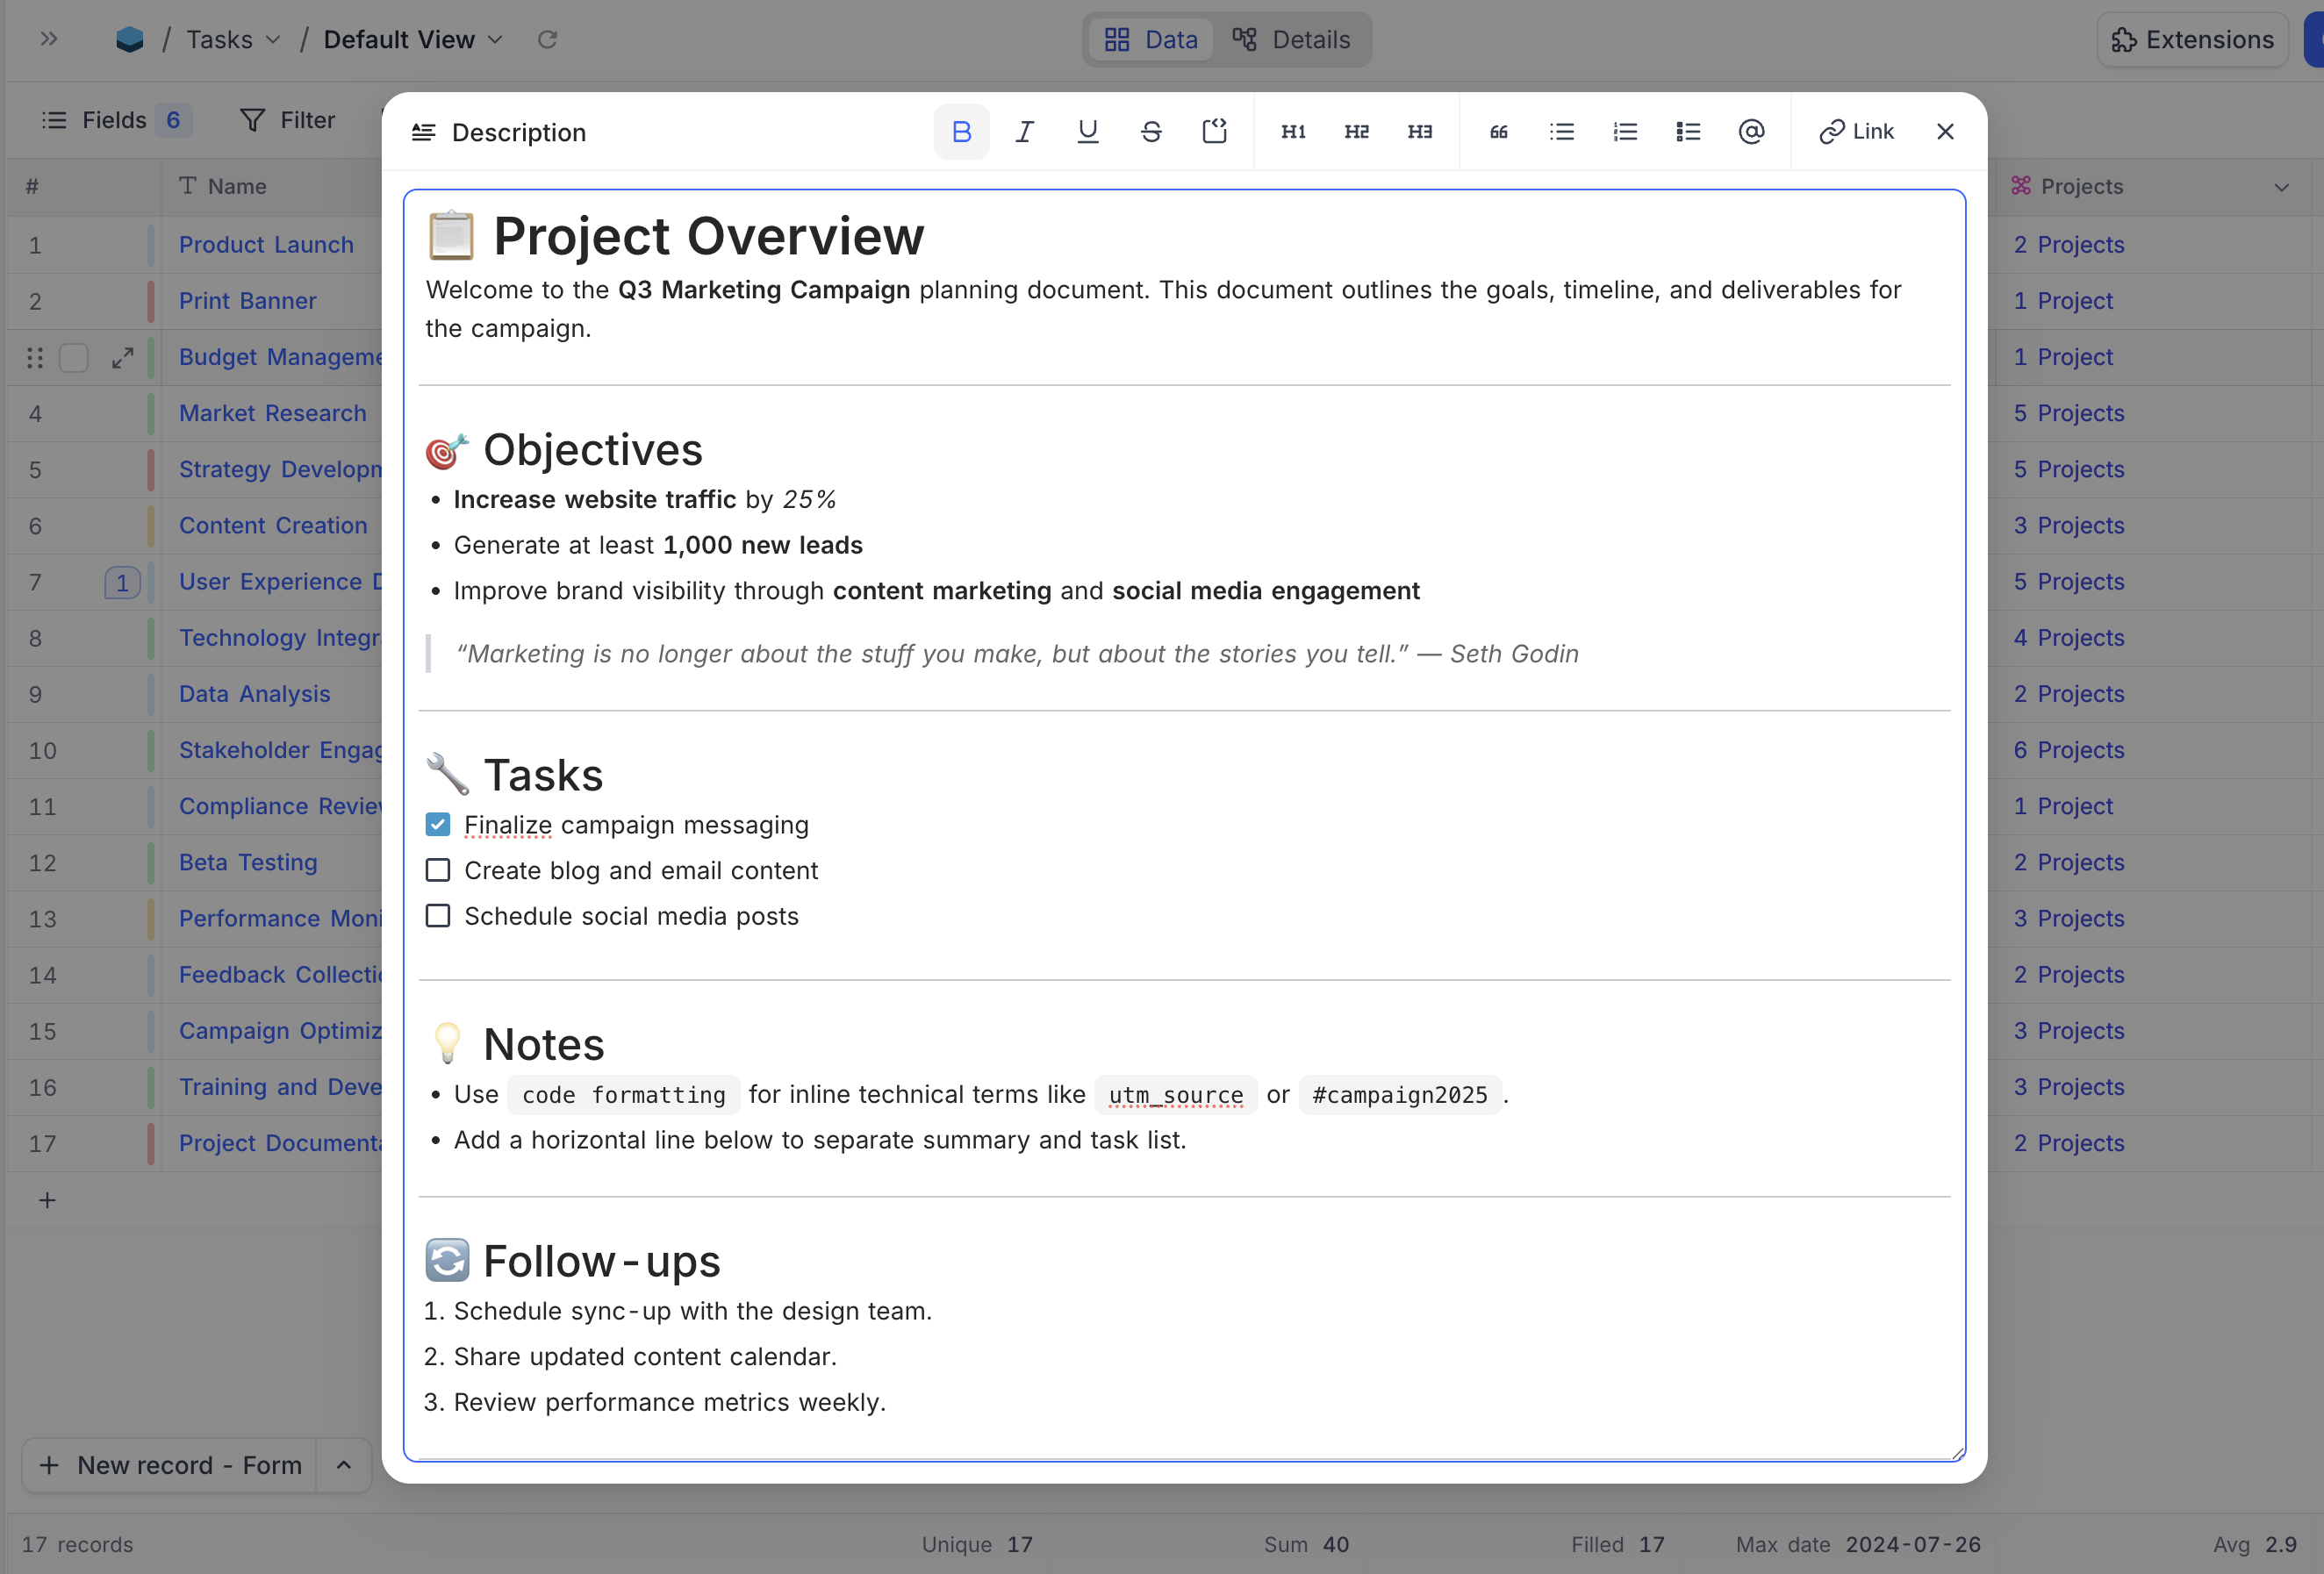 / Tasks / Default View
Data Details
Extensions
Fields 6 Filter
Description
B I U S H1 H2 H3 @ Link
# Name Projects
📋 Project Overview
Welcome to the Q3 Marketing Campaign planning document. This document outlines the goals, timeline, and deliverables for
the campaign.
🎯 Objectives
• Increase website traffic by 25%
• Generate at least 1,000 new leads
• Improve brand visibility through content marketing and social media engagement
“Marketing is no longer about the stuff you make, but about the stories you tell.” — Seth Godin
🔧 Tasks
Finalize campaign messaging
Create blog and email content
Schedule social media posts
💡 Notes
• Use code formatting for inline technical terms like utm_source or #campaign2025.
• Add a horizontal line below to separate summary and task list.
🔄 Follow-ups
1. Schedule sync-up with the design team.
2. Share updated content calendar.
3. Review performance metrics weekly.
1 Product Launch 2 Projects
2 Print Banner 1 Project
Budget Manageme 1 Project
4 Market Research 5 Projects
5 Strategy Developm 5 Projects
6 Content Creation 3 Projects
7 1 User Experience D 5 Projects
8 Technology Integr 4 Projects
9 Data Analysis 2 Projects
10 Stakeholder Engag 6 Projects
11 Compliance Review 1 Project
12 Beta Testing 2 Projects
13 Performance Moni 3 Projects
14 Feedback Collectio 2 Projects
15 Campaign Optimiz 3 Projects
16 Training and Deve 3 Projects
17 Project Documenta 2 Projects
+
+ New record - Form
17 records Unique 17 Sum 40 Filled 17 Max date 2024-07-26 Avg 2.9